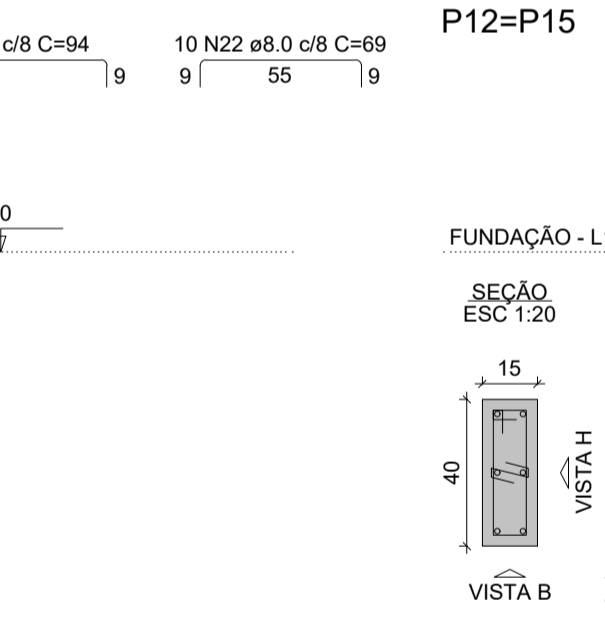 P12=P15
c/8 C=94
9
10 N22 ø8.0 c/8 C=69
9
55
9
0
FUNDAÇÃO - L
SEÇÃO
ESC 1:20
15
40
VISTA H
VISTA B